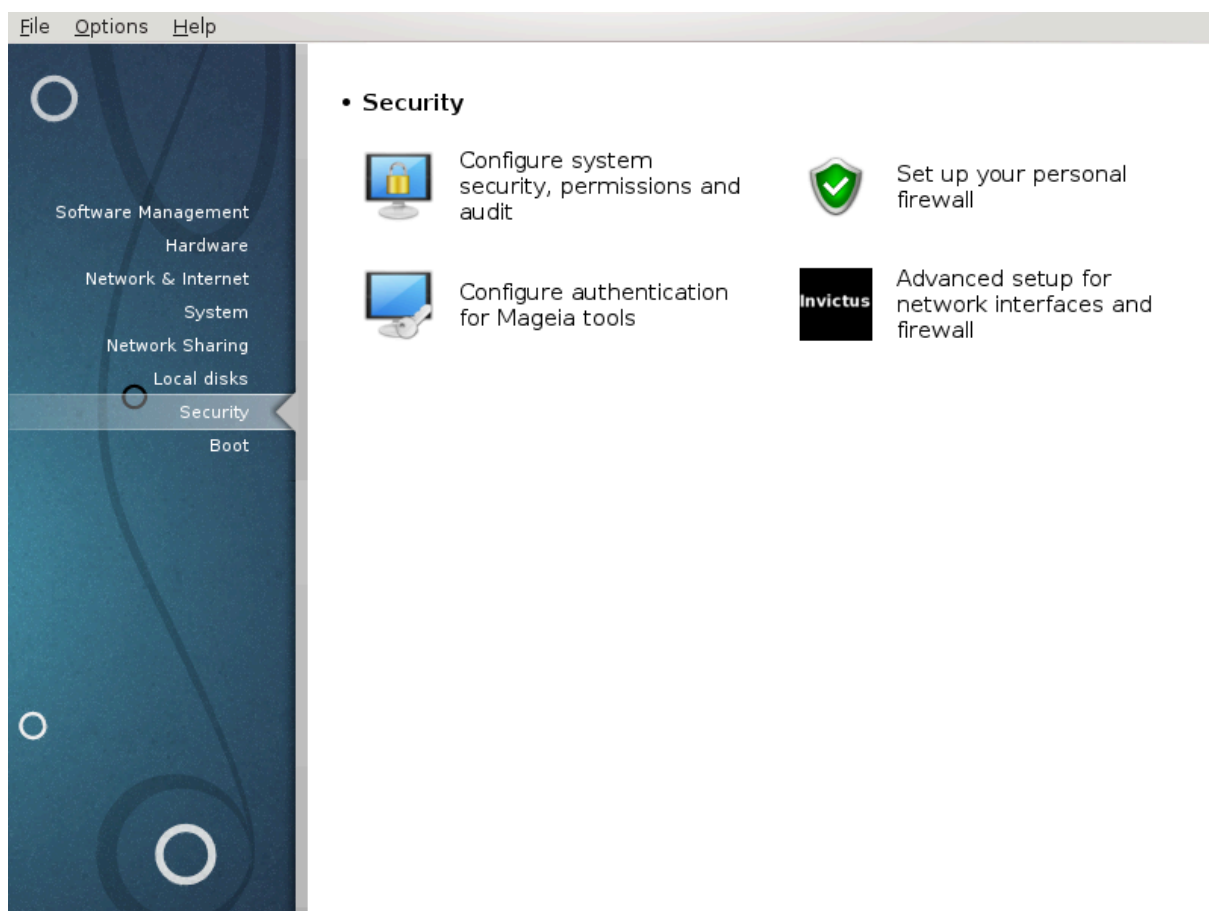 File Options Help
Software Management
Hardware
Network & Internet
System
Network Sharing
Local disks
Security
Boot
• Security
Configure system
security, permissions and
audit
Set up your personal
firewall
Configure authentication
for Mageia tools
Invictus
Advanced setup for
network interfaces and
firewall